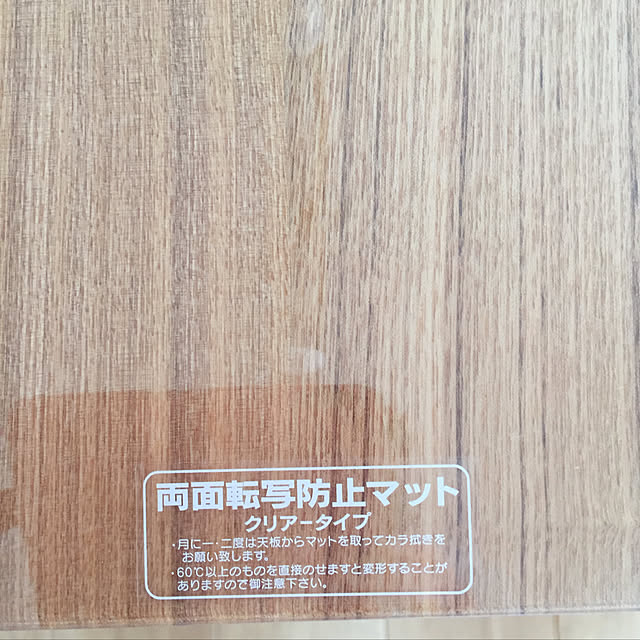 両面転写防止マット
クリアータイプ
・月に一・二度は天板からマットを取ってカラ拭きを
お願い致します。
・60℃以上のものを直接のせますと変形することが
ありますので御注意下さい。